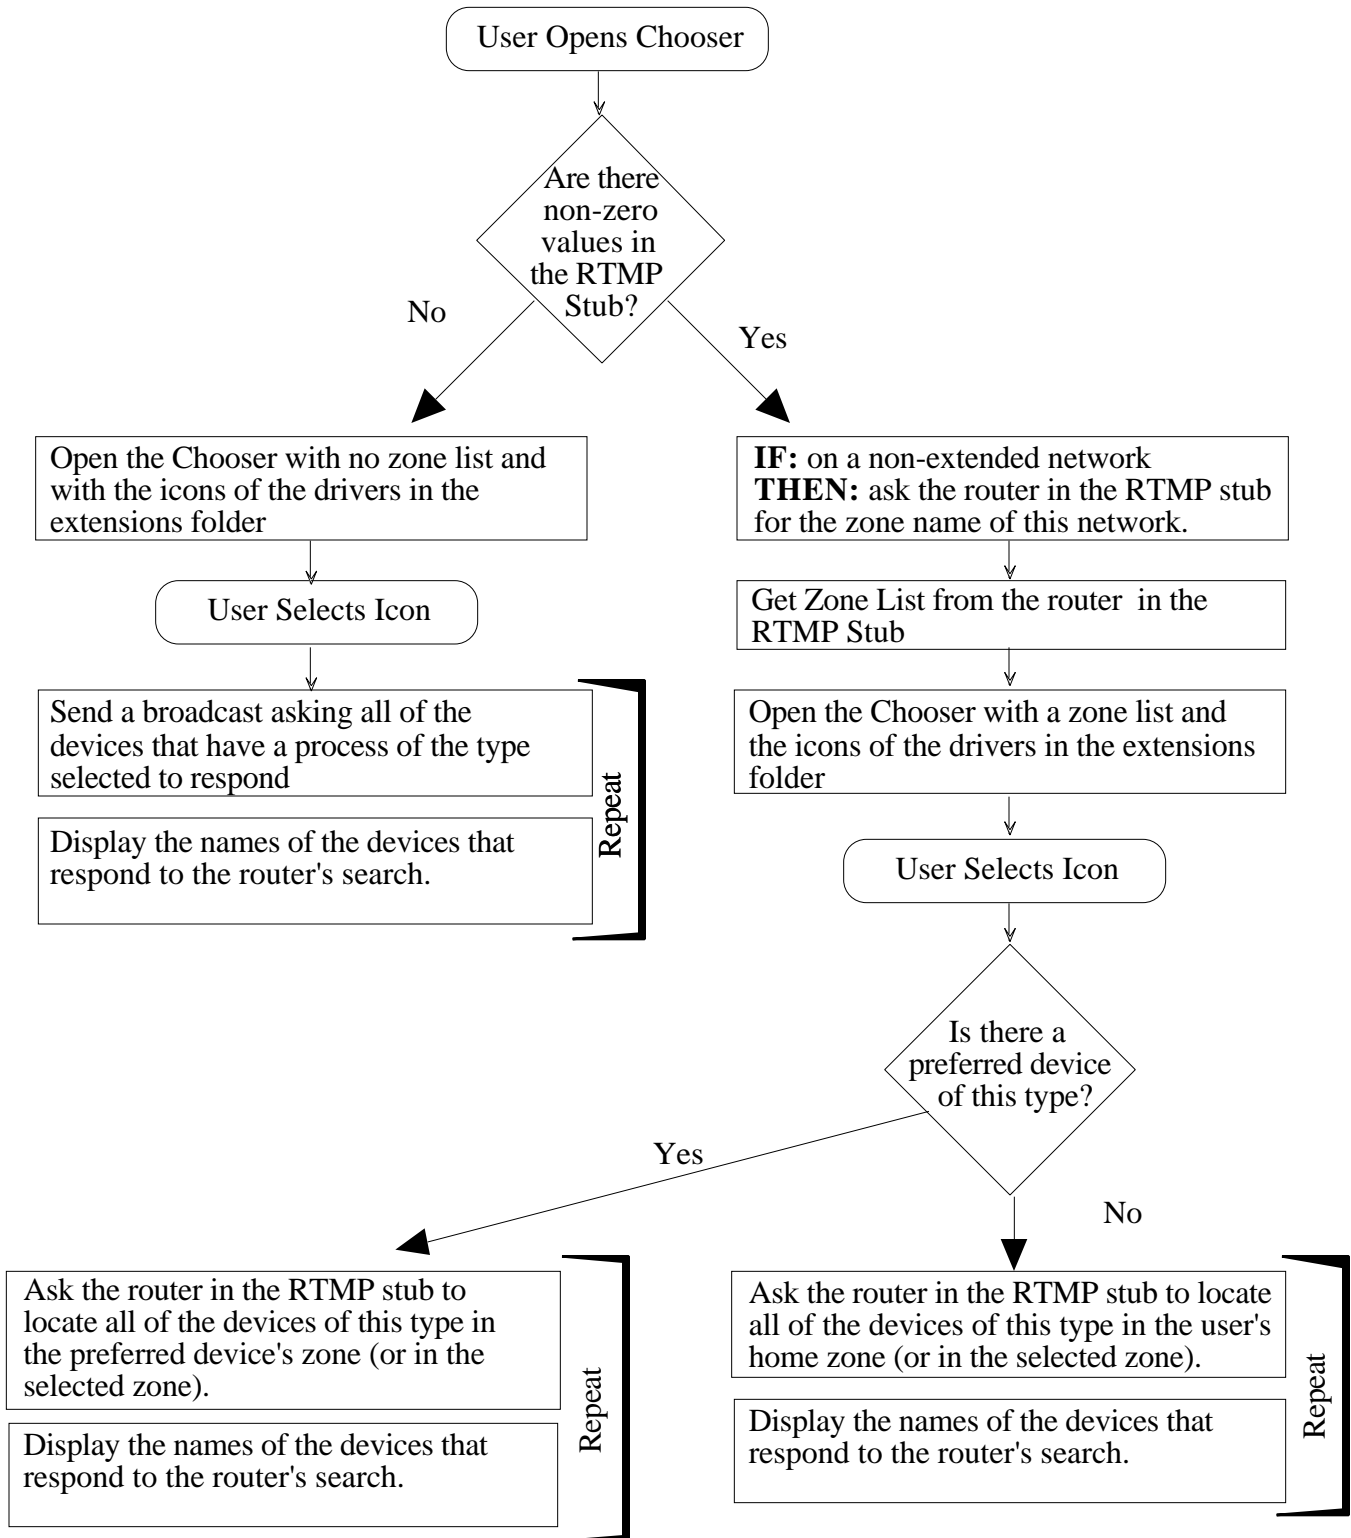 User Opens Chooser
Are there
non-zero
values in
the RTMP
Stub?
No
Yes
Open the Chooser with no zone list and
with the icons of the drivers in the
extensions folder
User Selects Icon
Send a broadcast asking all of the
devices that have a process of the type
selected to respond
Display the names of the devices that
respond to the router's search.
Repeat
IF: on a non-extended network
THEN: ask the router in the RTMP stub
for the zone name of this network.
Get Zone List from the router in the
RTMP Stub
Open the Chooser with a zone list and
the icons of the drivers in the extensions
folder
User Selects Icon
Is there a
preferred device
of this type?
Yes
No
Ask the router in the RTMP stub to
locate all of the devices of this type in
the preferred device's zone (or in the
selected zone).
Display the names of the devices that
respond to the router's search.
Repeat
Ask the router in the RTMP stub to locate
all of the devices of this type in the user's
home zone (or in the selected zone).
Display the names of the devices that
respond to the router's search.
Repeat